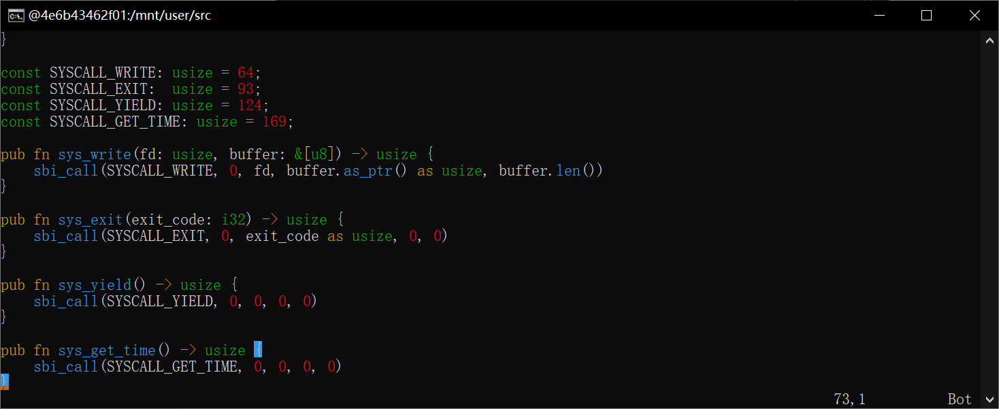 @4e6b43462f01:/mnt/user/src
}
const SYSCALL_WRITE: usize = 64;
const SYSCALL_EXIT:  usize = 93;
const SYSCALL_YIELD: usize = 124;
const SYSCALL_GET_TIME: usize = 169;
pub fn sys_write(fd: usize, buffer: &[u8]) -> usize {
    sbi_call(SYSCALL_WRITE, 0, fd, buffer.as_ptr() as usize, buffer.len())
}
pub fn sys_exit(exit_code: i32) -> usize {
    sbi_call(SYSCALL_EXIT, 0, exit_code as usize, 0, 0)
}
pub fn sys_yield() -> usize {
    sbi_call(SYSCALL_YIELD, 0, 0, 0, 0)
}
pub fn sys_get_time() -> usize {
    sbi_call(SYSCALL_GET_TIME, 0, 0, 0, 0)
}
73,1 Bot